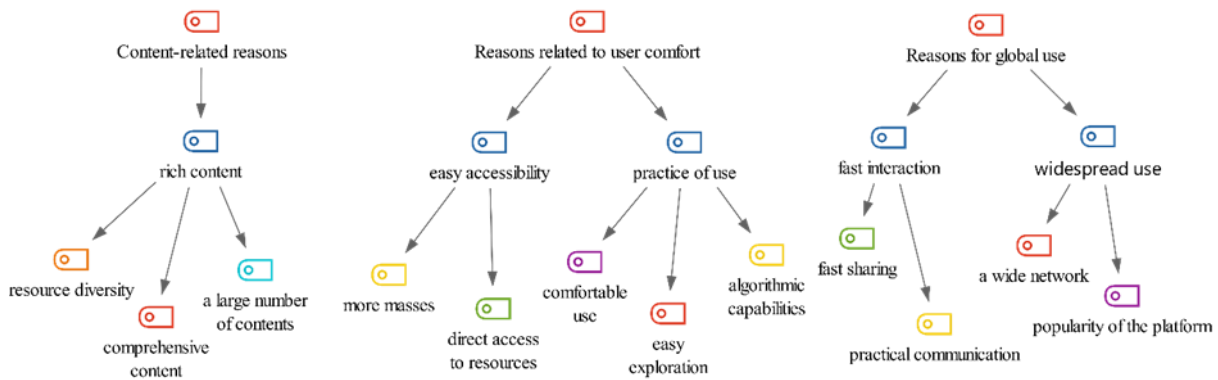 Content-related reasons
Reasons related to user comfort
Reasons for global use
rich content
easy accessibility
practice of use
fast interaction
widespread use
resource diversity
comprehensive
content
a large number
of contents
more masses
direct access
to resources
comfortable
use
easy
exploration
algorithmic
capabilities
fast sharing
practical communication
a wide network
popularity of the platform